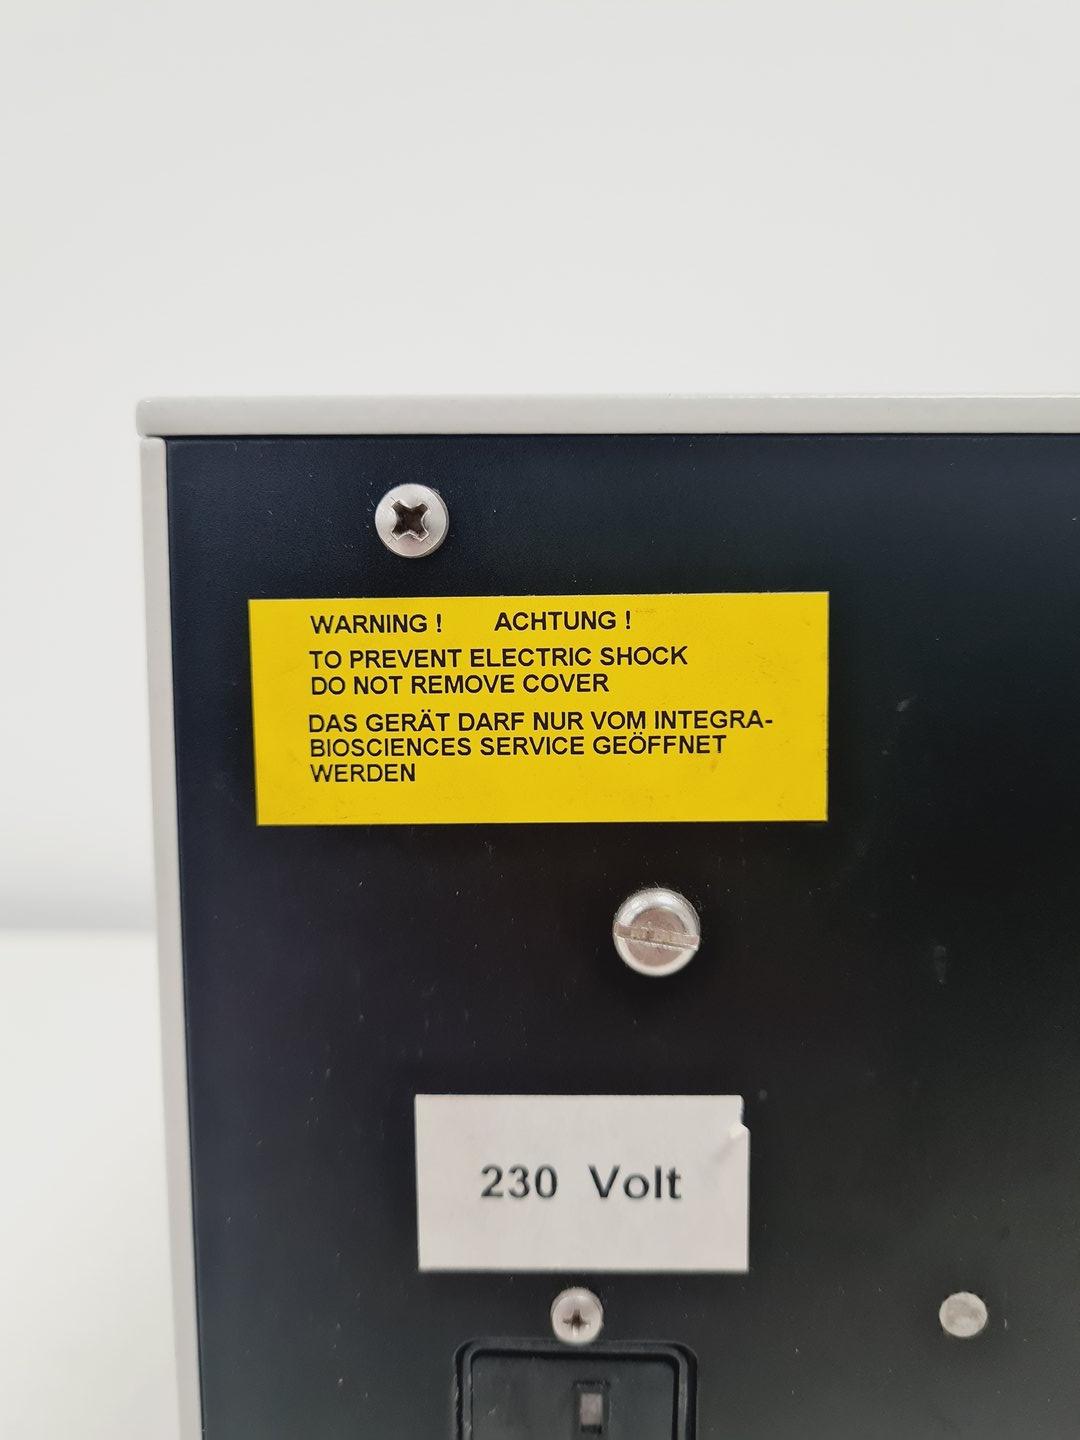 WARNING ! ACHTUNG !
TO PREVENT ELECTRIC SHOCK
DO NOT REMOVE COVER
DAS GERÄT DARF NUR VOM INTEGRA-
BIOSCIENCES SERVICE GEÖFFNET
WERDEN
230 Volt